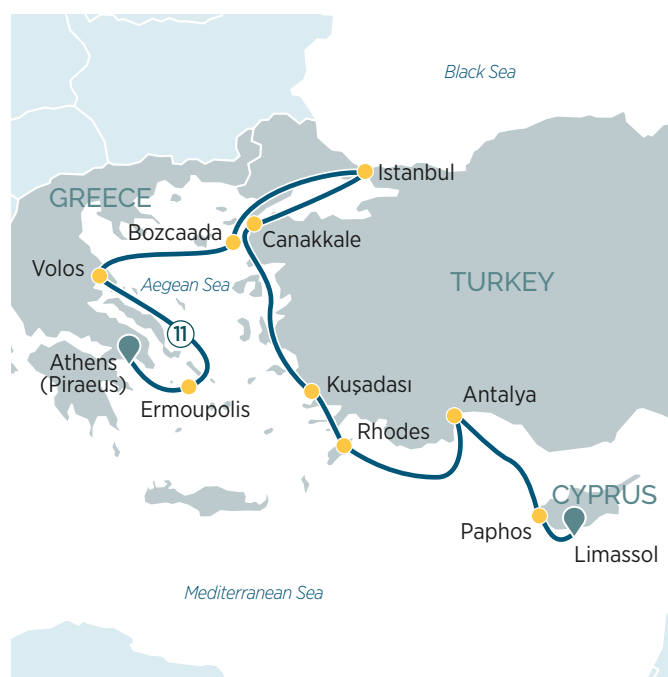 Black Sea
Istanbul
GREECE
Bozcaada
Canakkale
Volos
Aegean Sea
TURKEY
11
Athens
(Piraeus)
Ermoupolis
Kuşadası
Antalya
Rhodes
CYPRUS
Paphos
Limassol
Mediterranean Sea